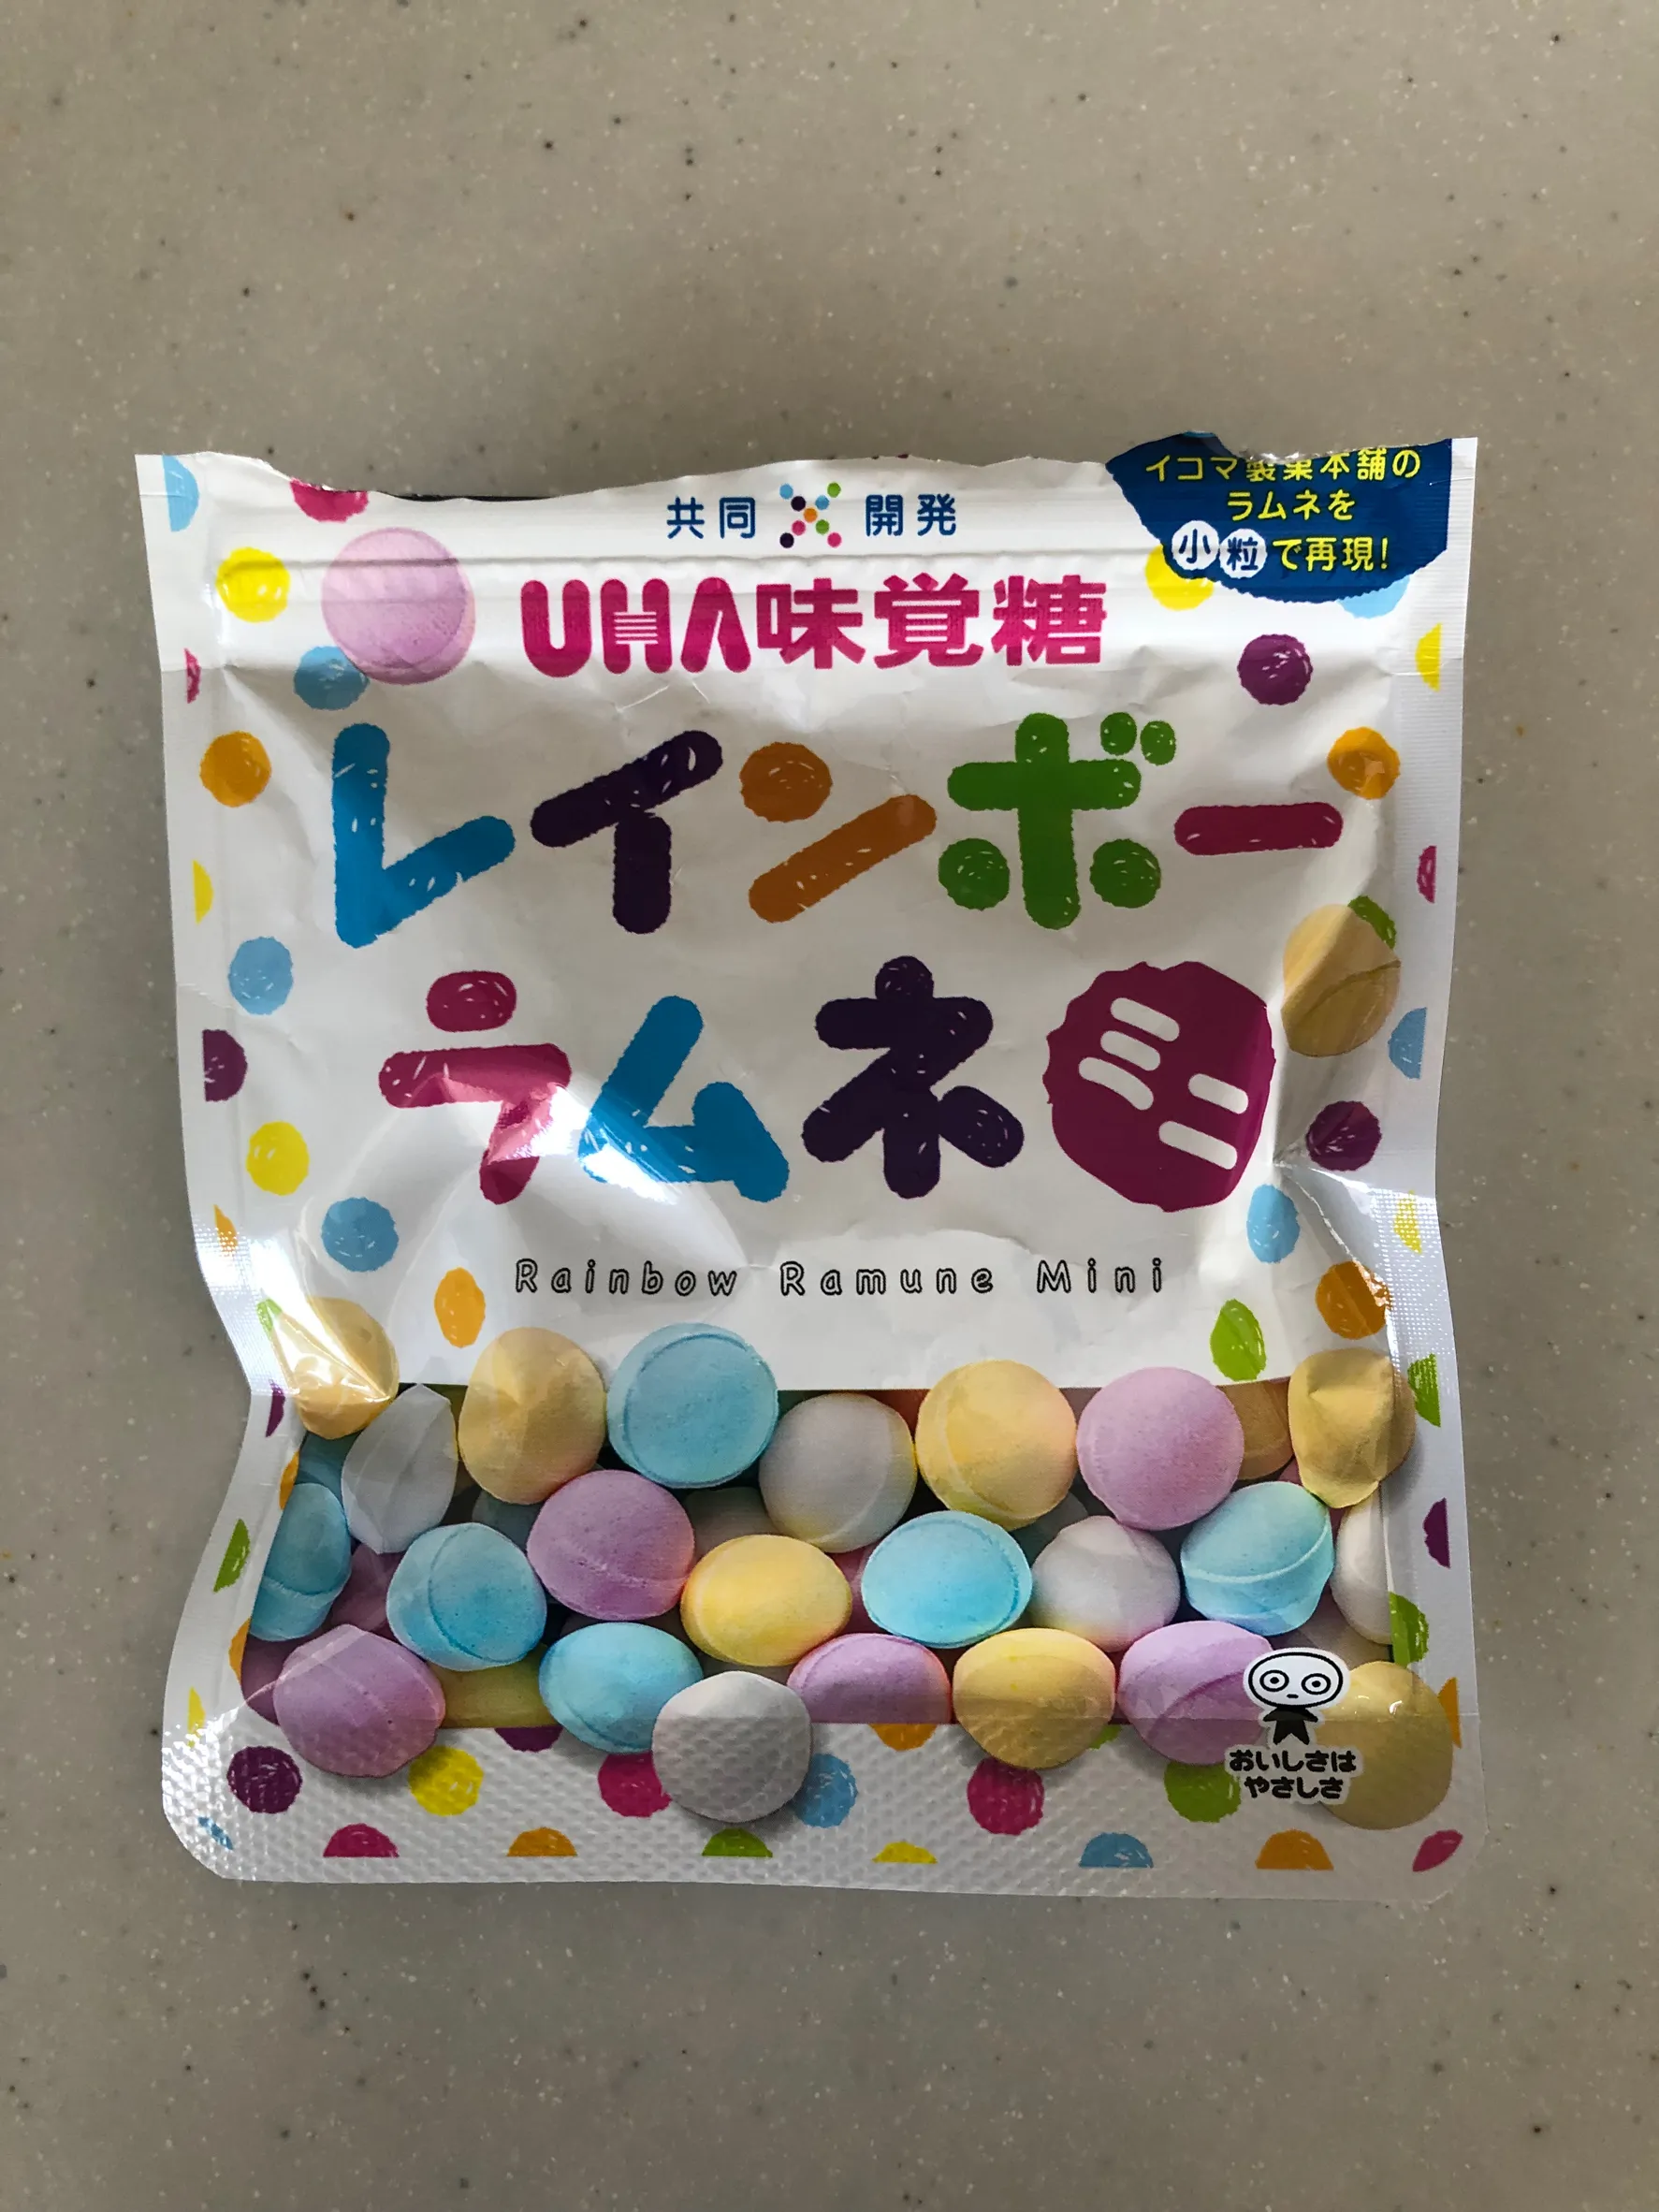 共同 開発
イコマ製菓本舗の
ラムネを
小粒で再現!
UHA味覚糖
レインボー
ラムネ ミニ
Rainbow Ramune Mini
おいしさは
やさしさ